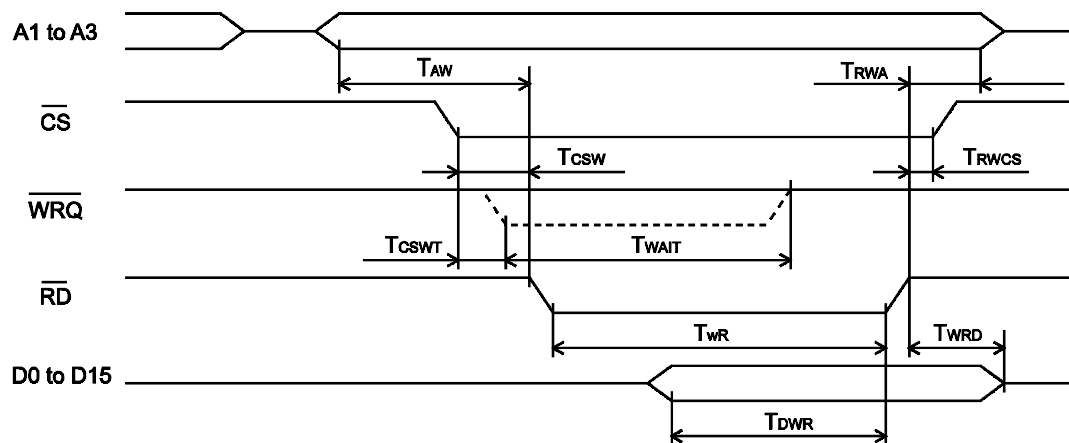 A1 to A3
TAW
TRWA
CS
TCSW
TRWCS
WRQ
TCSWT
TWAIT
RD
TwR
TWRD
D0 to D15
TDWR